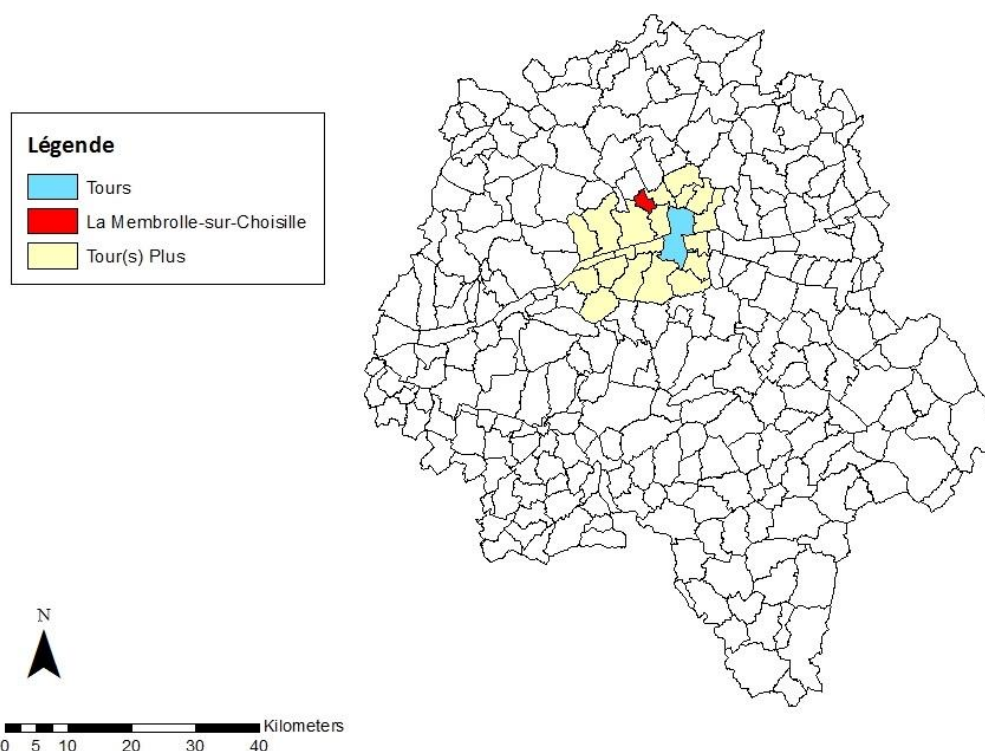 Légende
Tours
La Membrolle-sur-Choisille
Tour(s) Plus
N
Kilometers
0 5 10 20 30 40